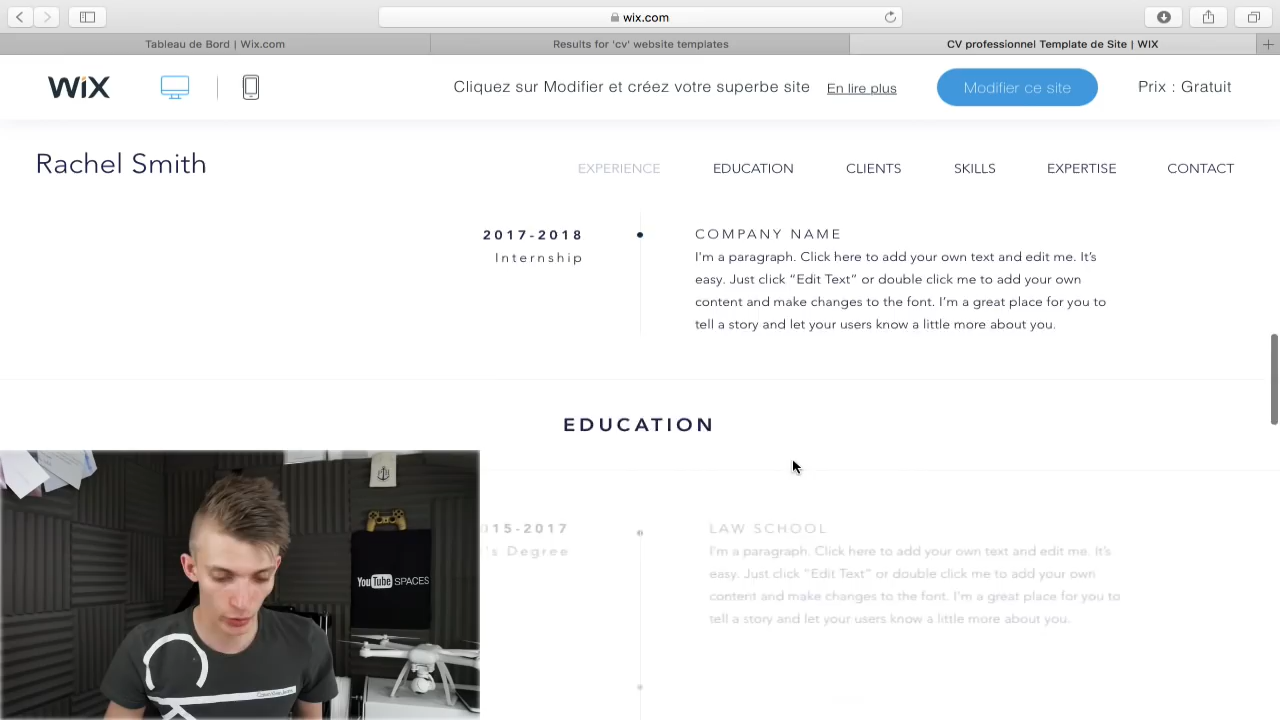 wix.com
Tableau de Bord | Wix.com
Results for 'cv' website templates
CV professionnel Template de Site | WIX
WiX
Cliquez sur Modifier et créez votre superbe site
En lire plus
Modifier ce site
Prix : Gratuit
Rachel Smith
EXPERIENCE
EDUCATION
CLIENTS
SKILLS
EXPERTISE
CONTACT
2017-2018
Internship
COMPANY NAME
I'm a paragraph. Click here to add your own text and edit me. It's
easy. Just click “Edit Text” or double click me to add your own
content and make changes to the font. I'm a great place for you to
tell a story and let your users know a little more about you.
EDUCATION
015-2017
's Degree
LAW SCHOOL
I'm a paragraph. Click here to add your own text and edit me. It's
easy. Just click “Edit Text” or double click me to add your own
content and make changes to the font. I'm a great place for you to
tell a story and let your users know a little more about you.
YouTube SPACES